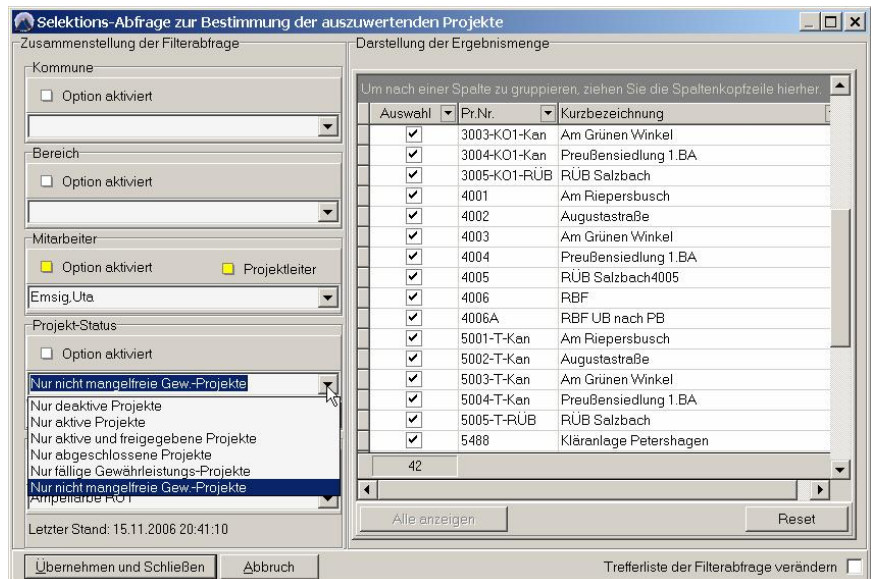 Selektions-Abfrage zur Bestimmung der auszuwertenden Projekte
Zusammenstellung der Filterabfrage
Kommune
Option aktiviert
Bereich
Option aktiviert
Mitarbeiter
Option aktiviert
Projektleiter
Emsig,Uta
Projekt-Status
Option aktiviert
Nur nicht mangelfreie Gew.-Projekte
Nur deaktive Projekte
Nur aktive Projekte
Nur aktive und freigegebene Projekte
Nur abgeschlossene Projekte
Nur fällige Gewährleistungs-Projekte
Nur nicht mangelfreie Gew.-Projekte
Ampelfarbe ROT
Letzter Stand: 15.11.2006 20:41:10
Darstellung der Ergebnismenge
Um nach einer Spalte zu gruppieren, ziehen Sie die Spaltenkopfzeile hierher.
Auswahl Pr.Nr. Kurzbezeichnung
3003-KO1-Kan Am Grünen Winkel
3004-KO1-Kan Preußensiedlung 1.BA
3005-KO1-RÜB RÜB Salzbach
4001 Am Riepersbusch
4002 Augustastraße
4003 Am Grünen Winkel
4004 Preußensiedlung 1.BA
4005 RÜB Salzbach4005
4006 RBF
4006A RBF UB nach PB
5001-T-Kan Am Riepersbusch
5002-T-Kan Augustastraße
5003-T-Kan Am Grünen Winkel
5004-T-Kan Preußensiedlung 1.BA
5005-T-RÜB RÜB Salzbach
5488 Kläranlage Petershagen
42
Alle anzeigen
Reset
Übernehmen und Schließen
Abbruch
Trefferliste der Filterabfrage verändern